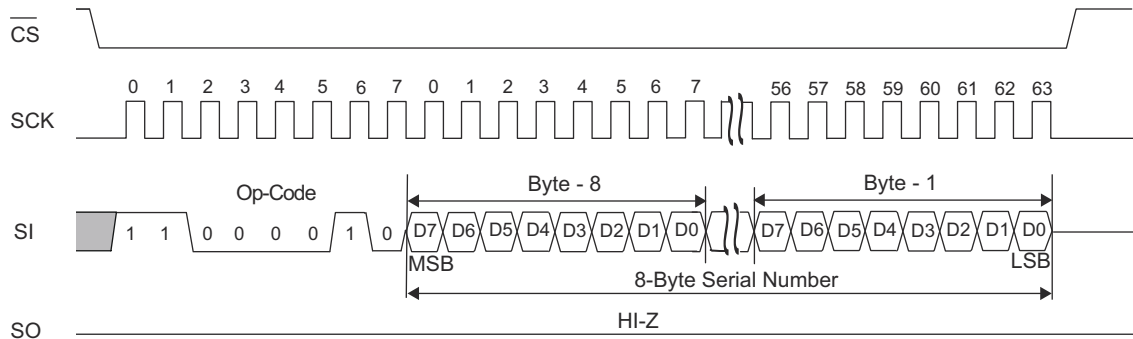 CS
0 1 2 3 4 5 6 7 0 1 2 3 4 5 6 7 56 57 58 59 60 61 62 63
SCK
Op-Code Byte - 8 Byte - 1
SI 1 1 0 0 0 0 1 0 D7 D6 D5 D4 D3 D2 D1 D0 D7 D6 D5 D4 D3 D2 D1 D0
MSB LSB
8-Byte Serial Number
HI-Z
SO